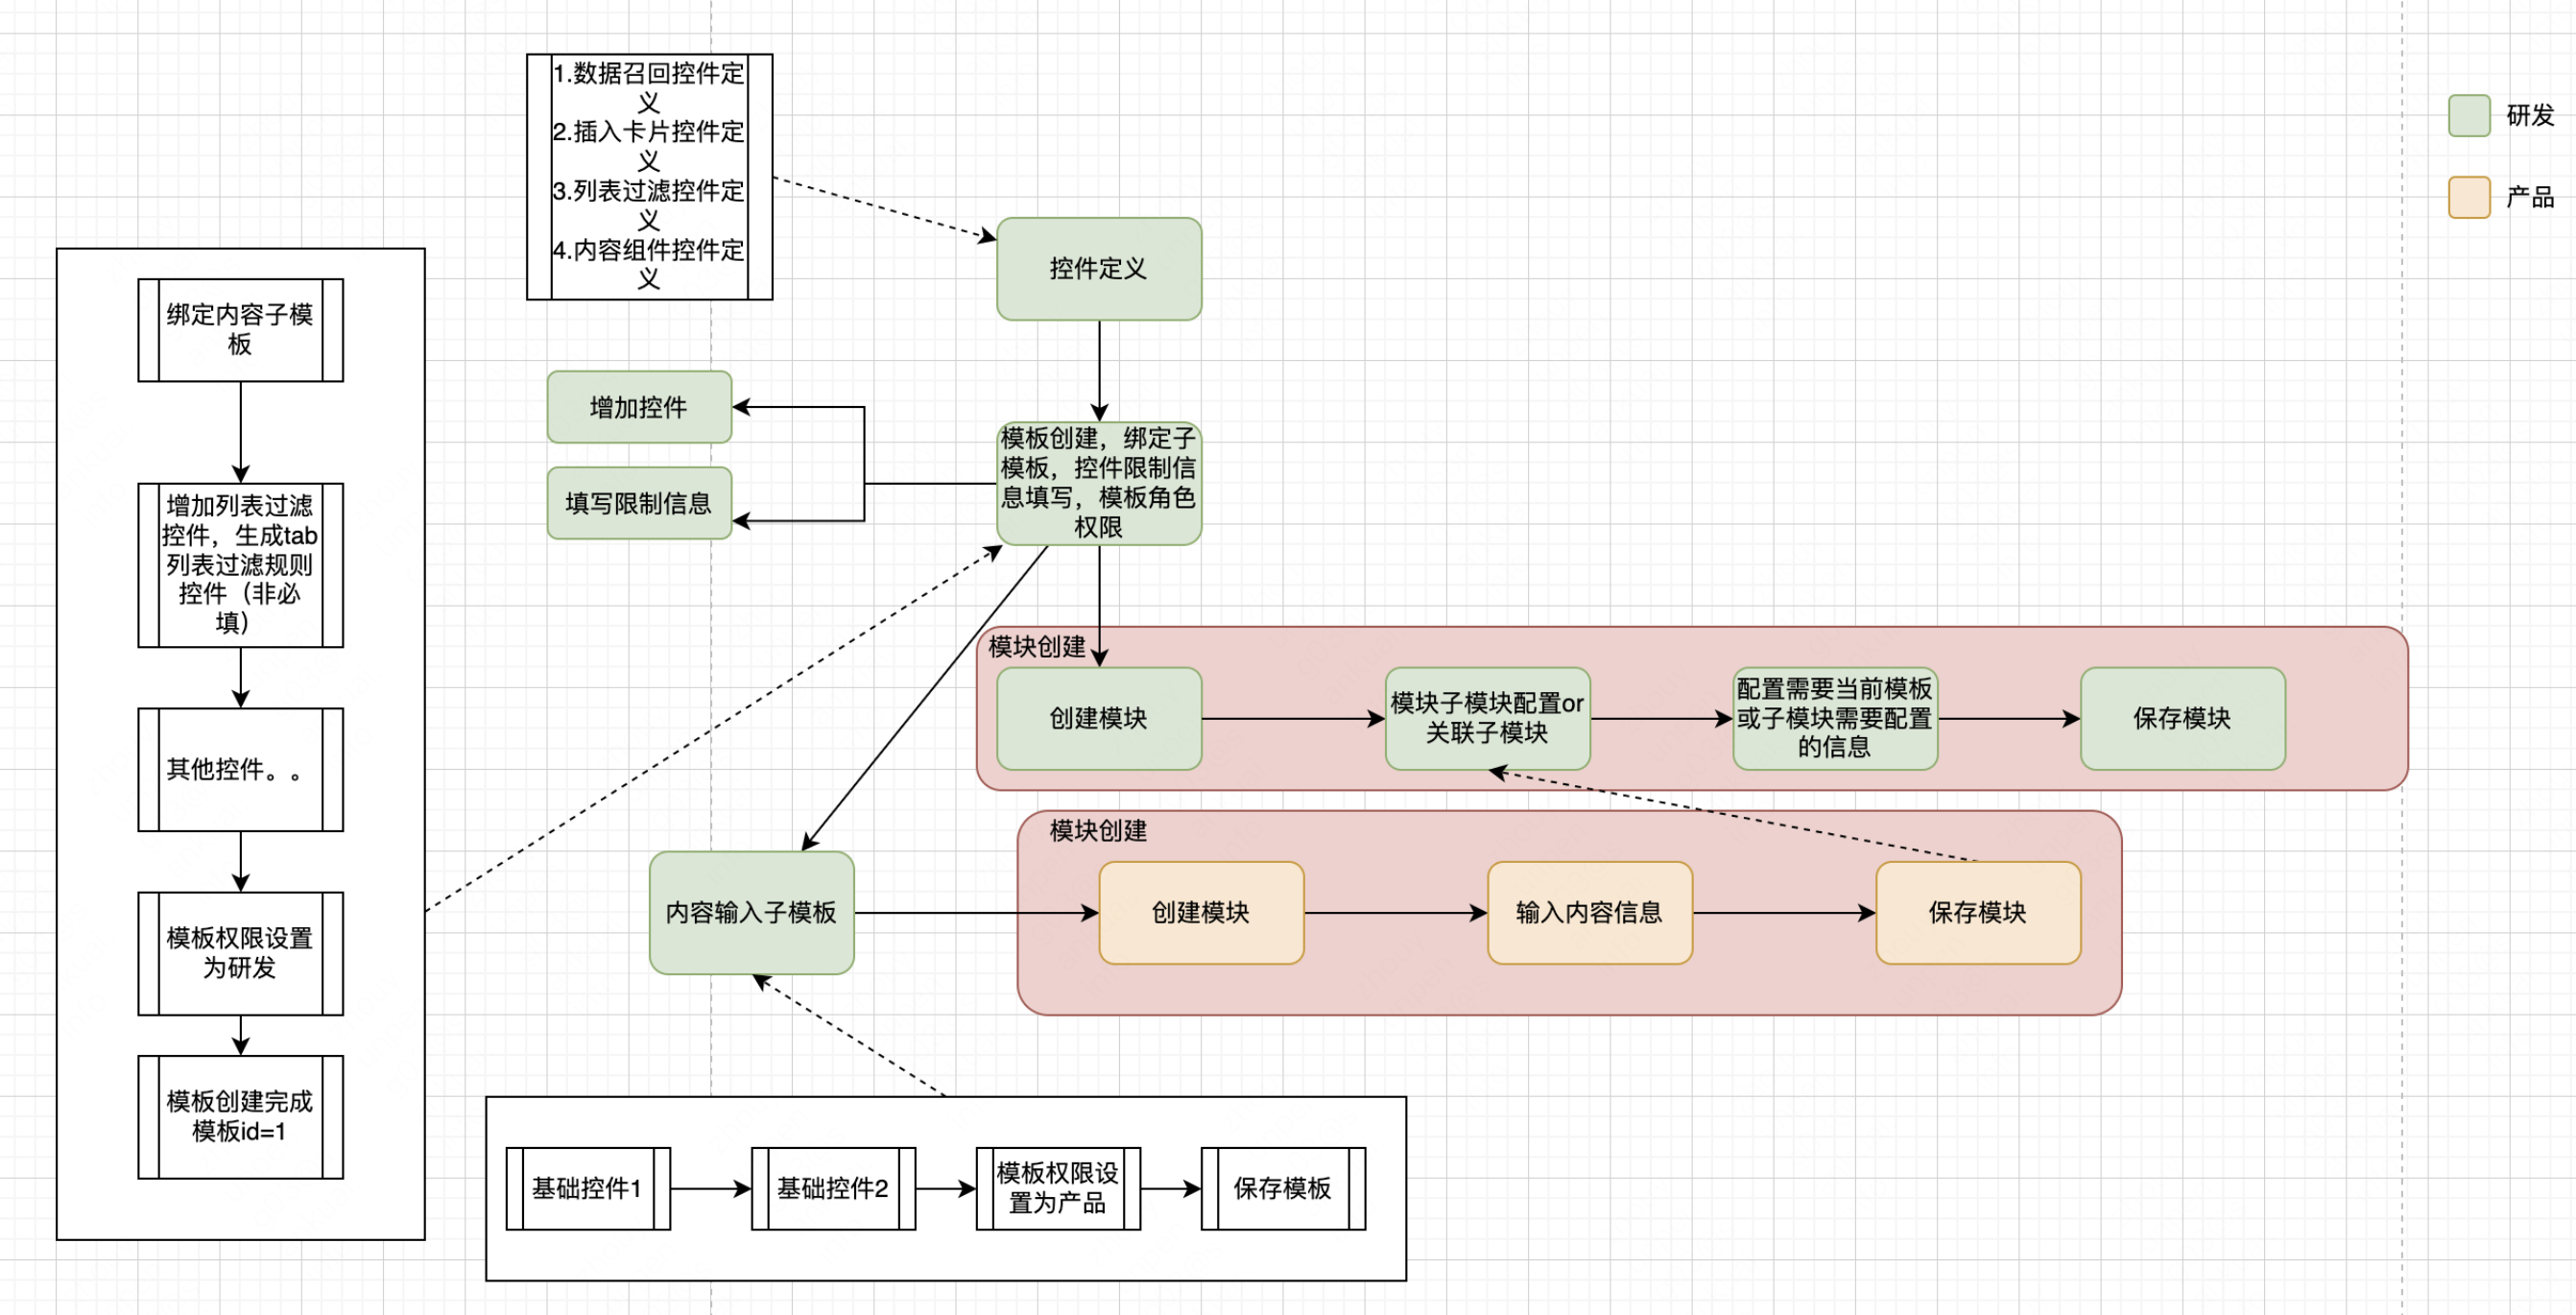 1.数据召回控件定
义
2.插入卡片控件定
义
3.列表过滤控件定
义
4.内容组件控件定
义
研发
产品
控件定义
绑定内容子模
板
增加列表过滤
控件，生成tab
列表过滤规则
控件（非必
填）
其他控件。。
模板权限设置
为研发
模板创建完成
模板id=1
增加控件
填写限制信息
模板创建，绑定子
模板，控件限制信
息填写，模板角色
权限
模块创建
创建模块
模块子模块配置or
关联子模块
配置需要当前模板
或子模块需要配置
的信息
保存模块
内容输入子模板
模块创建
创建模块
输入内容信息
保存模块
基础控件1
基础控件2
模板权限设
置为产品
保存模板